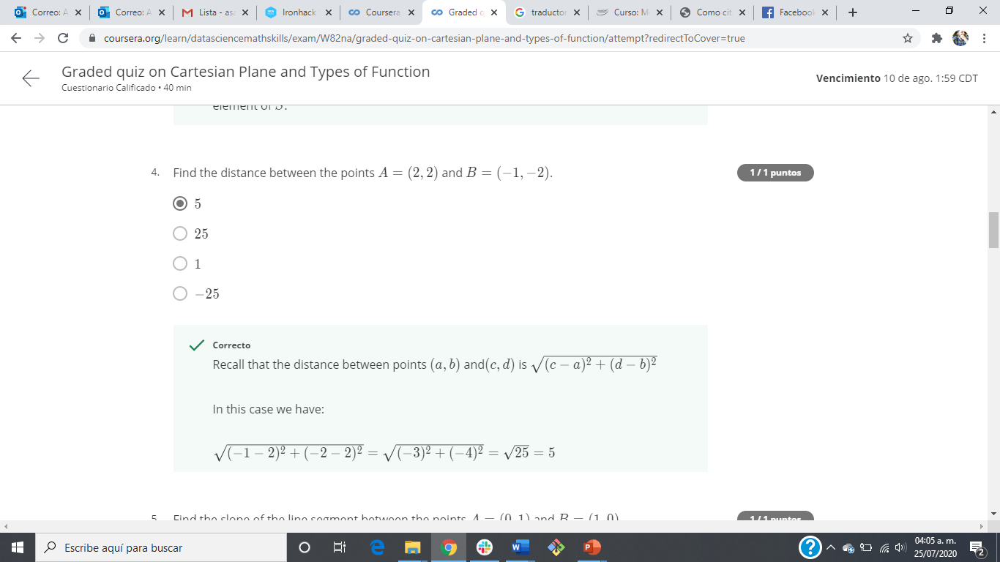 Correo: A
Correo: A
Lista - asa
Ironhack
Coursera
Graded q
traductor
Curso: M
Como cit
Facebook
coursera.org/learn/datasciencemathskills/exam/W82na/graded-quiz-on-cartesian-plane-and-types-of-function/attempt?redirectToCover=true
Graded quiz on Cartesian Plane and Types of Function
Cuestionario Calificado • 40 min
Vencimiento 10 de ago. 1:59 CDT
element of S.
4. Find the distance between the points A = (2, 2) and B = (−1, −2).
1 / 1 puntos
5
25
1
−25
Correcto
Recall that the distance between points (a, b) and(c, d) is √(c − a)² + (d − b)²
In this case we have:
√(−1 − 2)² + (−2 − 2)² = √(−3)² + (−4)² = √25 = 5
5. Find the slope of the line segment between the points A = (0, 1) and B = (1, 0)
1 / 1 puntos
Escribe aquí para buscar
04:05 a. m.
25/07/2020
2